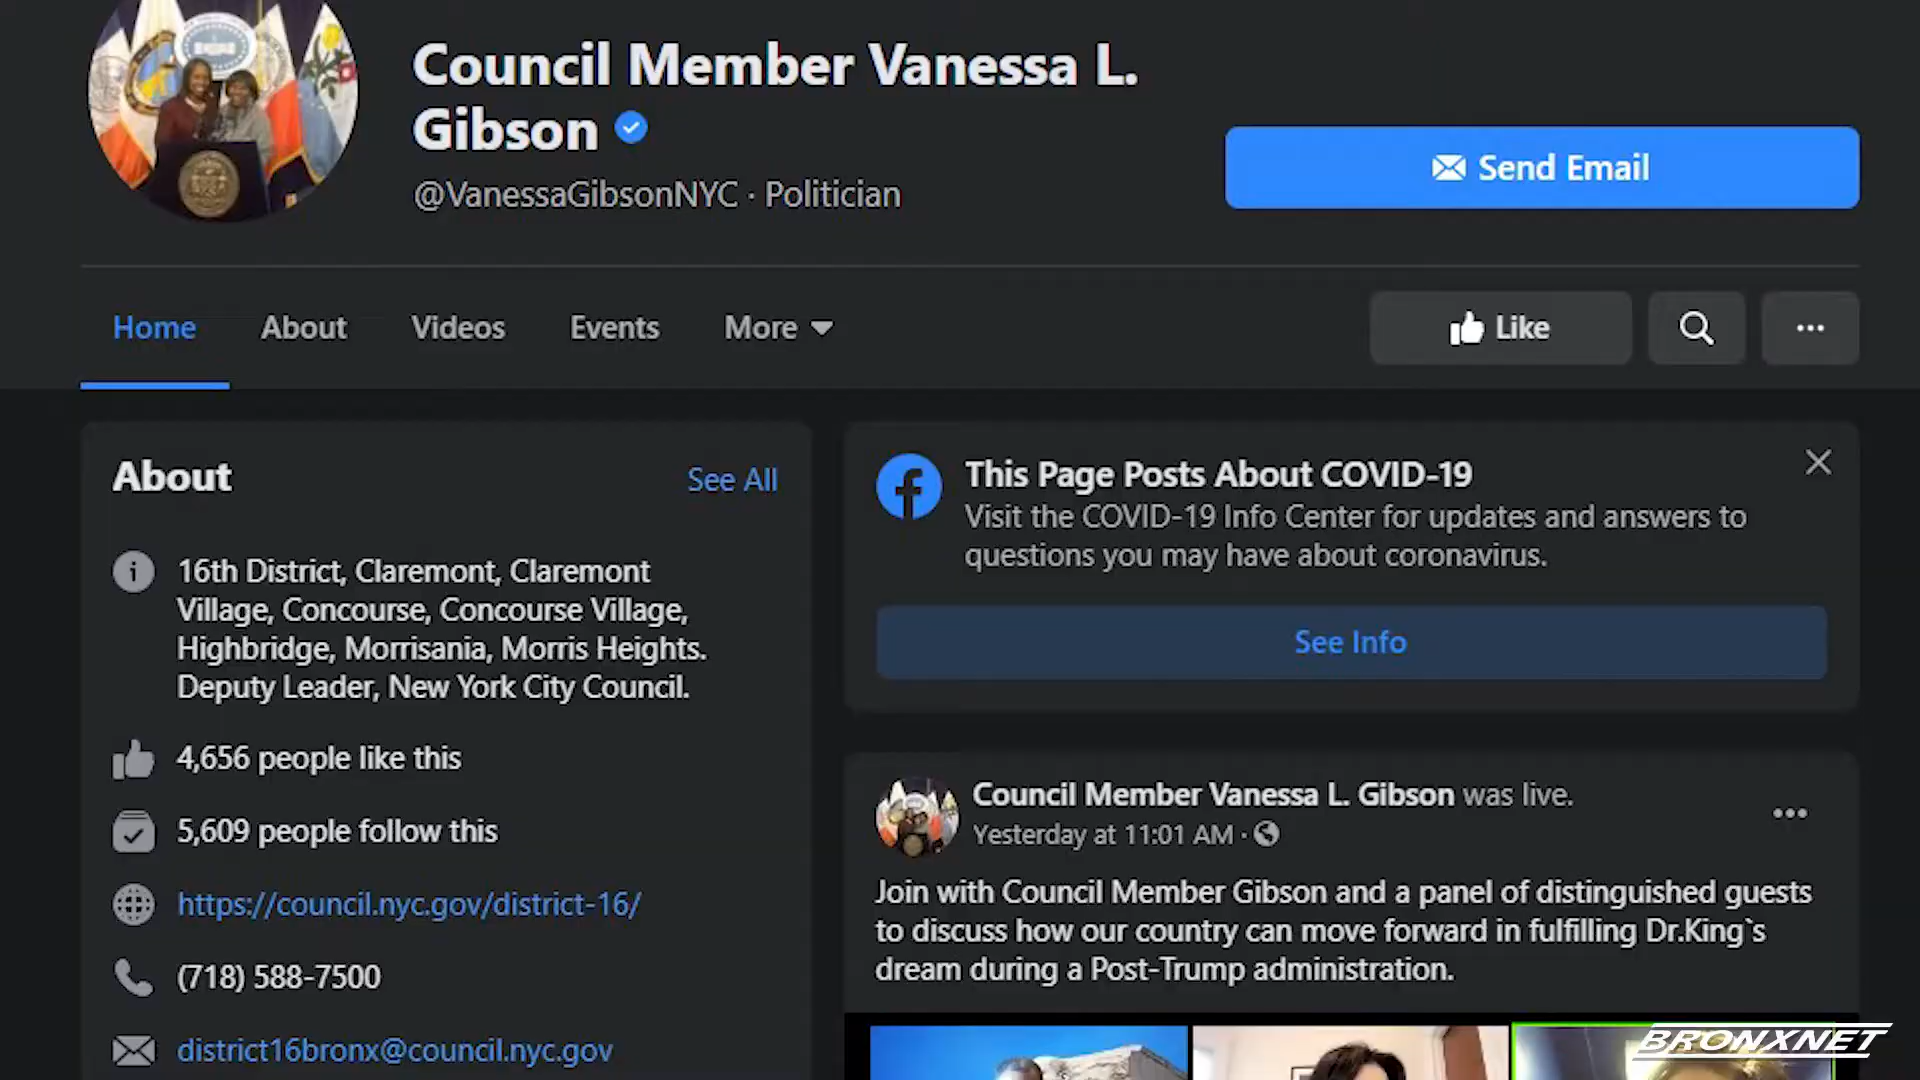 Council Member Vanessa L.
Gibson
@VanessaGibsonNYC · Politician
Send Email
Home
About
Videos
Events
More
Like
About
See All
16th District, Claremont, Claremont
Village, Concourse, Concourse Village,
Highbridge, Morrisania, Morris Heights.
Deputy Leader, New York City Council.
4,656 people like this
5,609 people follow this
https://council.nyc.gov/district-16/
(718) 588-7500
district16bronx@council.nyc.gov
This Page Posts About COVID-19
Visit the COVID-19 Info Center for updates and answers to
questions you may have about coronavirus.
See Info
Council Member Vanessa L. Gibson was live.
Yesterday at 11:01 AM ·
Join with Council Member Gibson and a panel of distinguished guests
to discuss how our country can move forward in fulfilling Dr.King`s
dream during a Post-Trump administration.
BRONXNET